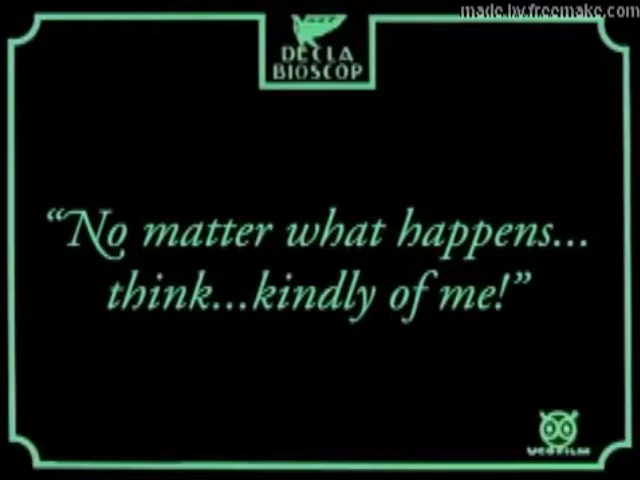 made.by.freemake.com
DECLA
BIOSCOP
“No matter what happens...
think...kindly of me!”